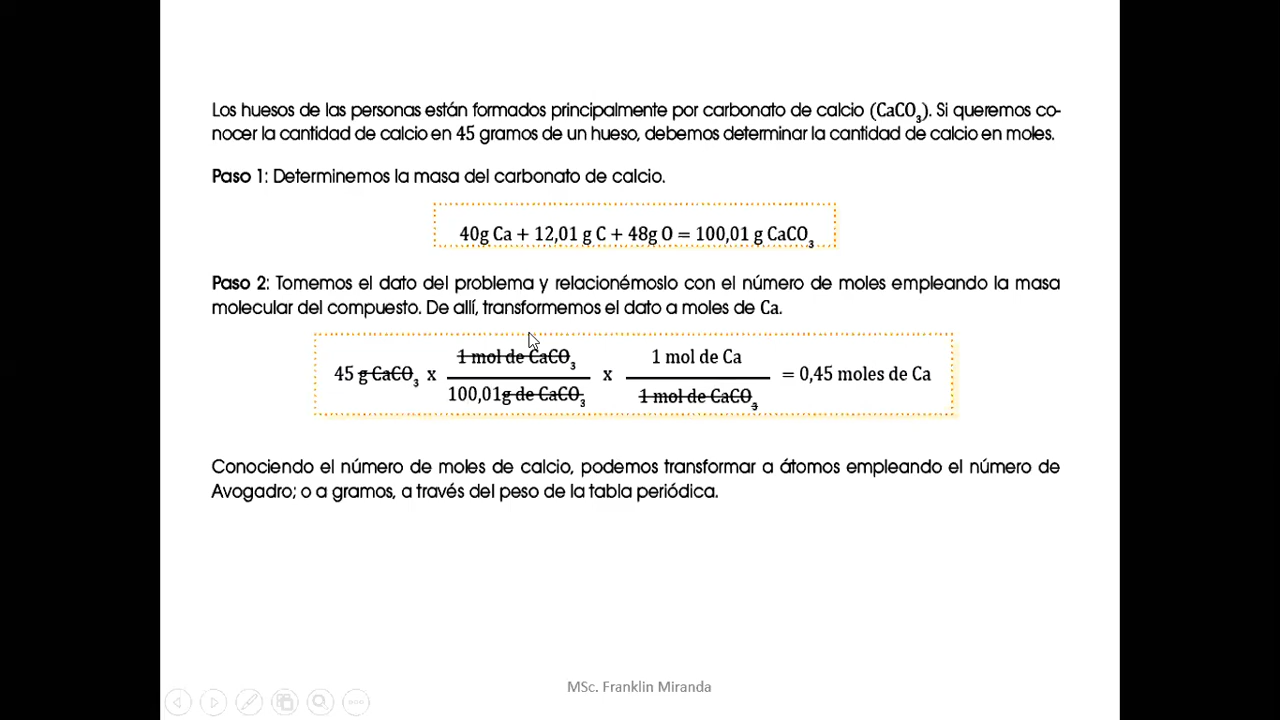 Los huesos de las personas están formados principalmente por carbonato de calcio (CaCO₃). Si queremos co-
nocer la cantidad de calcio en 45 gramos de un hueso, debemos determinar la cantidad de calcio en moles.
Paso 1: Determinemos la masa del carbonato de calcio.
40g Ca + 12,01 g C + 48g O = 100,01 g CaCO₃
Paso 2: Tomemos el dato del problema y relacionémoslo con el número de moles empleando la masa
molecular del compuesto. De allí, transformemos el dato a moles de Ca.
1 mol de CaCO₃ 1 mol de Ca
45 g CaCO₃ x x = 0,45 moles de Ca
100,01g de CaCO₃ 1 mol de CaCO₃
Conociendo el número de moles de calcio, podemos transformar a átomos empleando el número de
Avogadro; o a gramos, a través del peso de la tabla periódica.
MSc. Franklin Miranda